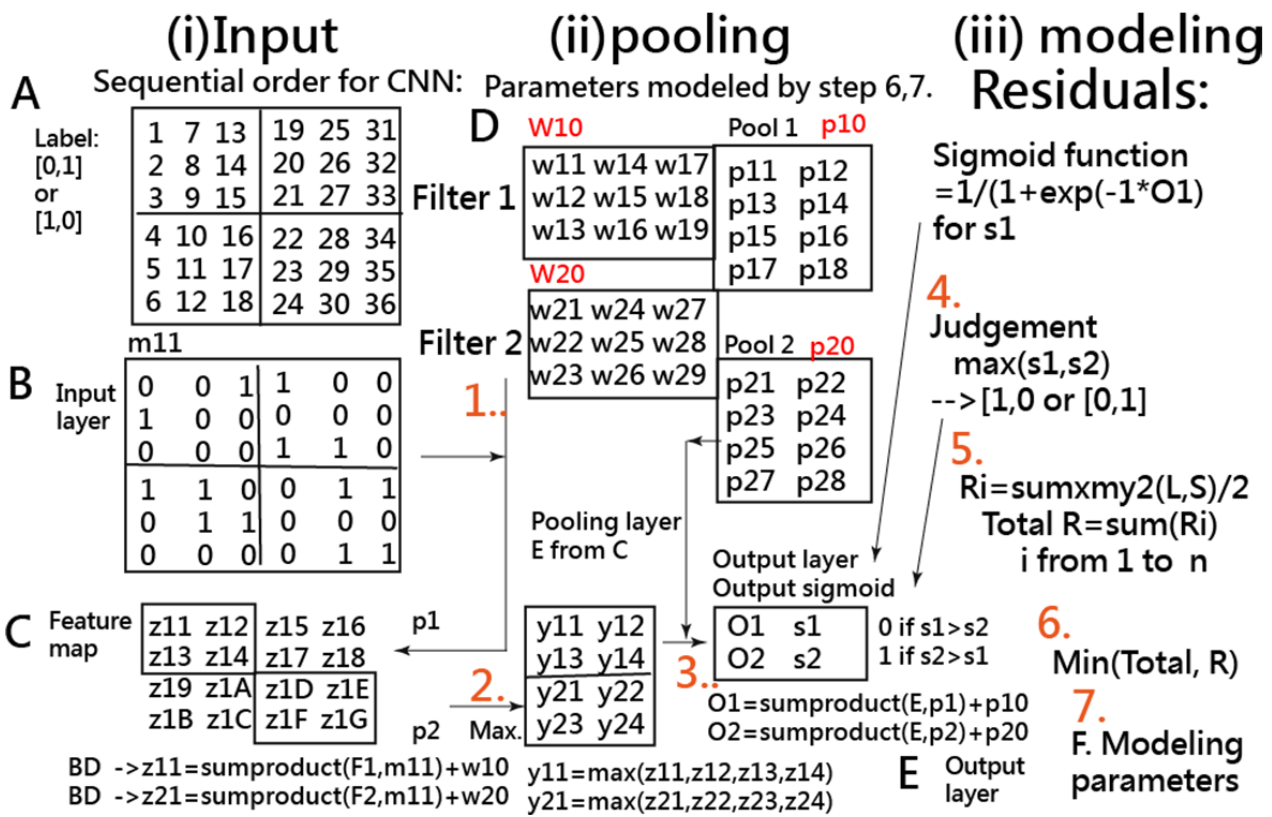 (i)Input
(ii)pooling
(iii) modeling
Residuals:
A
Sequential order for CNN:
Label:
[0,1]
or
[1,0]
1 7 13 19 25 31
2 8 14 20 26 32
3 9 15 21 27 33
4 10 16 22 28 34
5 11 17 23 29 35
6 12 18 24 30 36
m11
B
Input
layer
0 0 1 1 0 0
1 0 0 0 0 0
0 0 0 1 1 0
1 1 0 0 1 1
0 1 1 0 0 0
0 0 0 0 1 1
C
Feature
map
z11 z12 z15 z16
z13 z14 z17 z18
z19 z1A z1D z1E
z1B z1C z1F z1G
BD ->z11=sumproduct(F1,m11)+w10
BD ->z21=sumproduct(F2,m11)+w20
Parameters modeled by step 6,7.
D
W10
Filter 1
w11 w14 w17
w12 w15 w18
w13 w16 w19
Pool 1 p10
p11 p12
p13 p14
p15 p16
p17 p18
W20
Filter 2
w21 w24 w27
w22 w25 w28
w23 w26 w29
Pool 2 p20
p21 p22
p23 p24
p25 p26
p27 p28
1..
Pooling layer
E from C
p1
2.
p2
Max.
y11 y12
y13 y14
y21 y22
y23 y24
y11=max(z11,z12,z13,z14)
y21=max(z21,z22,z23,z24)
3..
Output layer
Output sigmoid
O1 s1
O2 s2
0 if s1>s2
1 if s2>s1
O1=sumproduct(E,p1)+p10
O2=sumproduct(E,p2)+p20
E
Output
layer
Sigmoid function
=1/(1+exp(-1*O1)
for s1
4.
Judgement
max(s1,s2)
-->[1,0 or [0,1]
5.
Ri=sumxmy2(L,S)/2
Total R=sum(Ri)
i from 1 to n
6.
Min(Total, R)
7.
F. Modeling
parameters